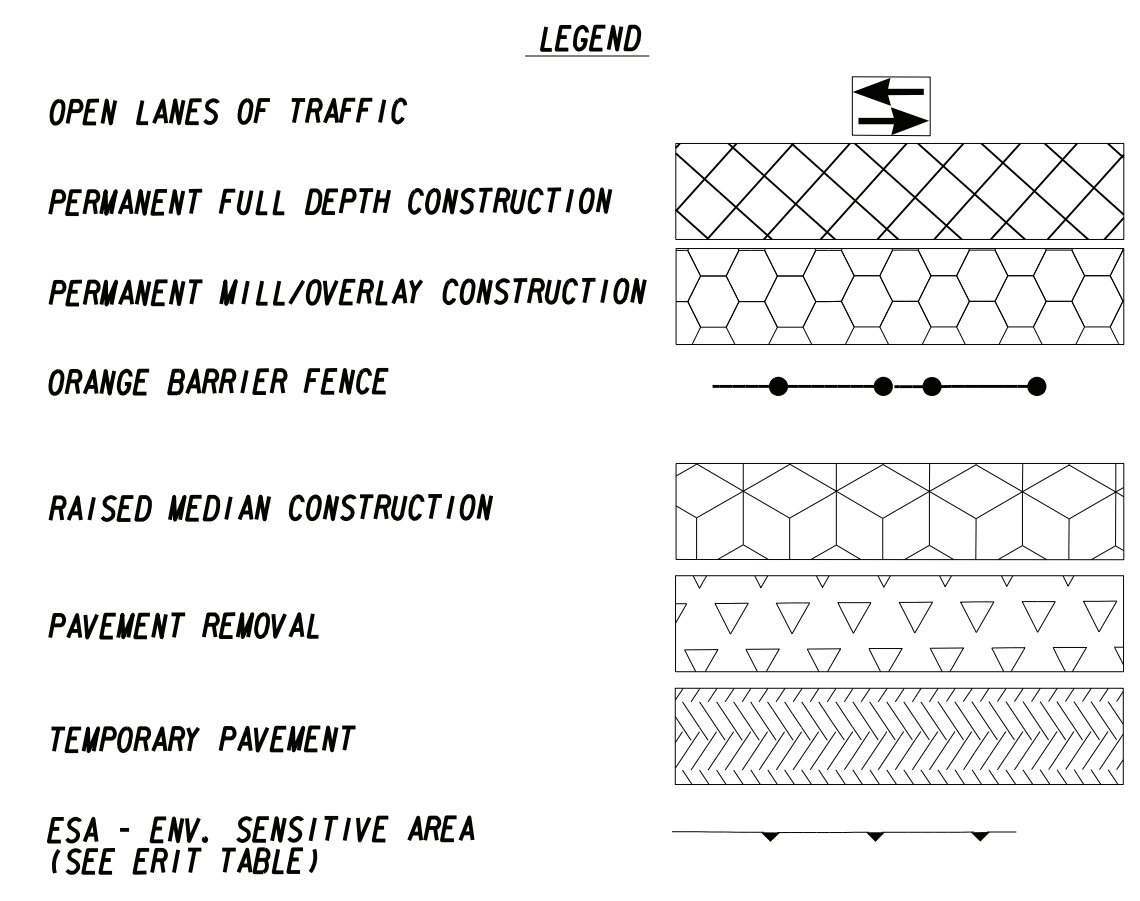 LEGEND
OPEN LANES OF TRAFFIC
PERMANENT FULL DEPTH CONSTRUCTION
PERMANENT MILL/OVERLAY CONSTRUCTION
ORANGE BARRIER FENCE
RAISED MEDIAN CONSTRUCTION
PAVEMENT REMOVAL
TEMPORARY PAVEMENT
ESA - ENV. SENSITIVE AREA
(SEE ERIT TABLE)